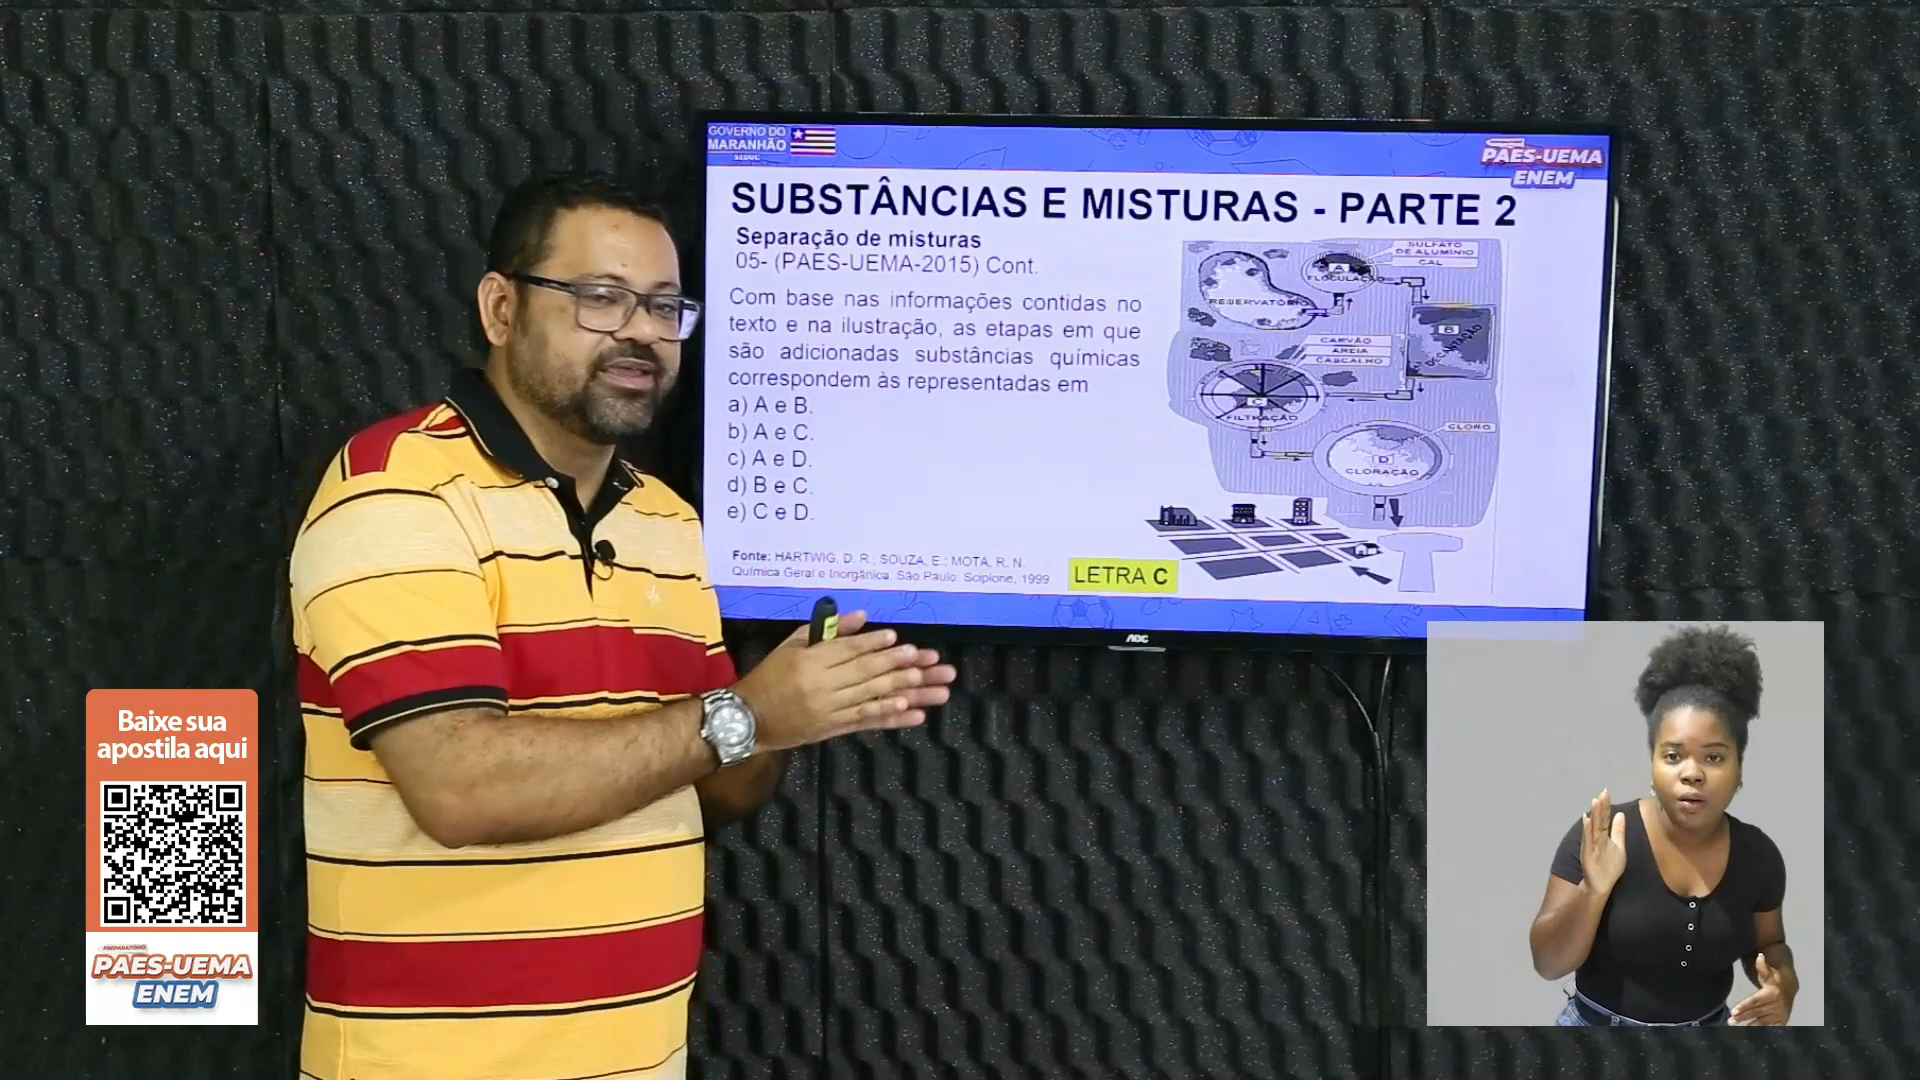 GOVERNO DO
MARANHÃO
SEDUC
PAES-UEMA
ENEM
SUBSTÂNCIAS E MISTURAS - PARTE 2
Separação de misturas
05- (PAES-UEMA-2015) Cont.
Com base nas informações contidas no
texto e na ilustração, as etapas em que
são adicionadas substâncias químicas
correspondem às representadas em
a) A e B.
b) A e C.
c) A e D.
d) B e C.
e) C e D.
Fonte: HARTWIG, D. R.; SOUZA, E.; MOTA, R. N.
Química Geral e Inorgânica. São Paulo: Scipione, 1999
LETRA C
SULFATO
DE ALUMÍNIO
CAL
A
FLOCULAÇÃO
RESERVATÓRIO
B
DECANTAÇÃO
CARVÃO
AREIA
CASCALHO
C
FILTRAÇÃO
CLORO
D
CLORAÇÃO
AOC
Baixe sua
apostila aqui
PREPARATÓRIO
PAES-UEMA
ENEM